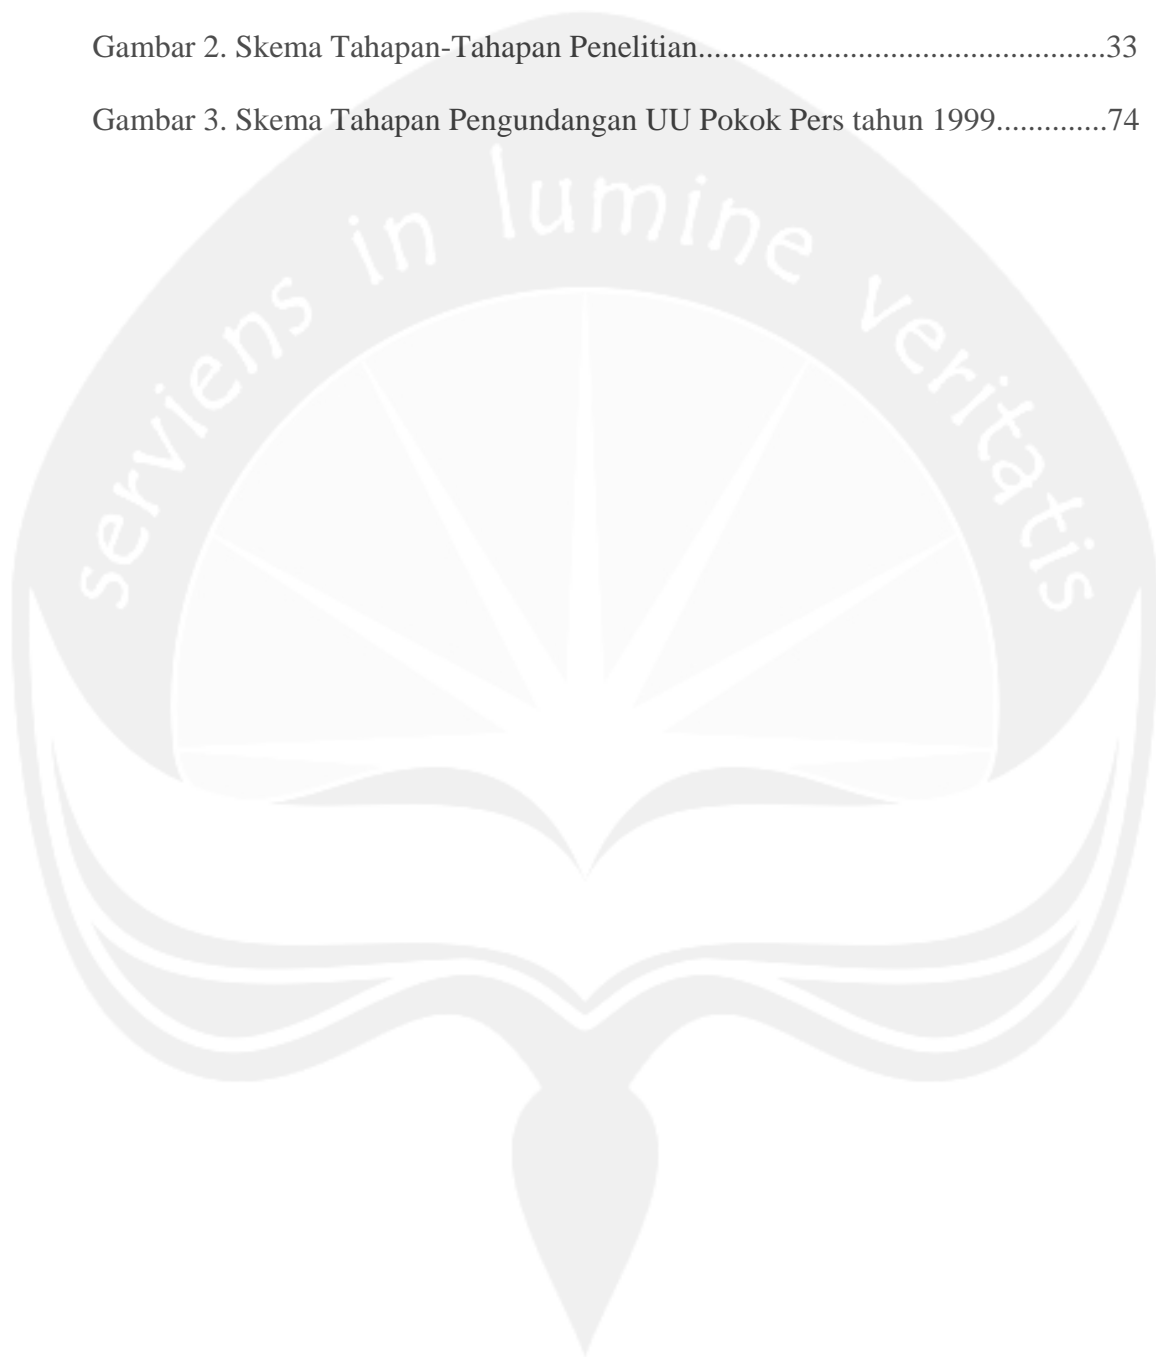 Gambar 2. Skema Tahapan-Tahapan Penelitian...................................................33
Gambar 3. Skema Tahapan Pengundangan UU Pokok Pers tahun 1999..............74
serviens in lumine veritatis